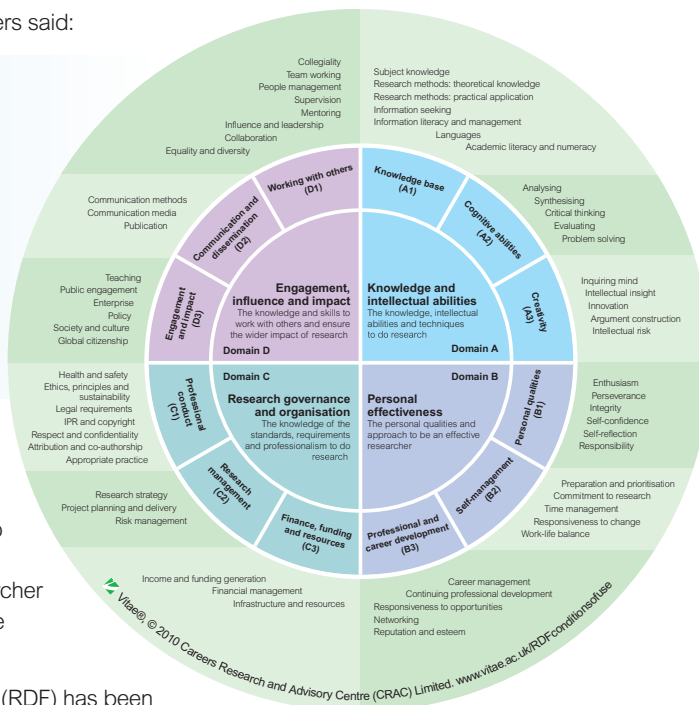 ers said:
Collegiality
Team working
People management
Supervision
Mentoring
Influence and leadership
Collaboration
Equality and diversity
Subject knowledge
Research methods: theoretical knowledge
Research methods: practical application
Information seeking
Information literacy and management
Languages
Academic literacy and numeracy
Working with others
(D1)
Knowledge base
(A1)
Communication methods
Communication media
Publication
Communication and
dissemination
(D2)
Cognitive abilities
(A2)
Analysing
Synthesising
Critical thinking
Evaluating
Problem solving
Teaching
Public engagement
Enterprise
Policy
Society and culture
Global citizenship
Engagement
and impact
(D3)
Engagement,
influence and impact
The knowledge and skills to
work with others and ensure
the wider impact of research
Domain D
Knowledge and
intellectual abilities
The knowledge, intellectual
abilities and techniques
to do research
Domain A
Creativity
(A3)
Inquiring mind
Intellectual insight
Innovation
Argument construction
Intellectual risk
Health and safety
Ethics, principles and
sustainability
Legal requirements
IPR and copyright
Respect and confidentiality
Attribution and co-authorship
Appropriate practice
Professional
conduct
(C1)
Domain C
Research governance
and organisation
The knowledge of the
standards, requirements
and professionalism to do
research
Domain B
Personal
effectiveness
The personal qualities and
approach to be an effective
researcher
Personal qualities
(B1)
Enthusiasm
Perseverance
Integrity
Self-confidence
Self-reflection
Responsibility
Research strategy
Project planning and delivery
Risk management
Research
management
(C2)
Self-management
(B2)
Preparation and prioritisation
Commitment to research
Time management
Responsiveness to change
Work-life balance
Finance, funding
and resources
(C3)
Professional and
career development
(B3)
Income and funding generation
Financial management
Infrastructure and resources
Career management
Continuing professional development
Responsiveness to opportunities
Networking
Reputation and esteem
Vitae®, © 2010 Careers Research and Advisory Centre (CRAC) Limited. www.vitae.ac.uk/RDFconditionsofuse
rcher
(RDF) has been